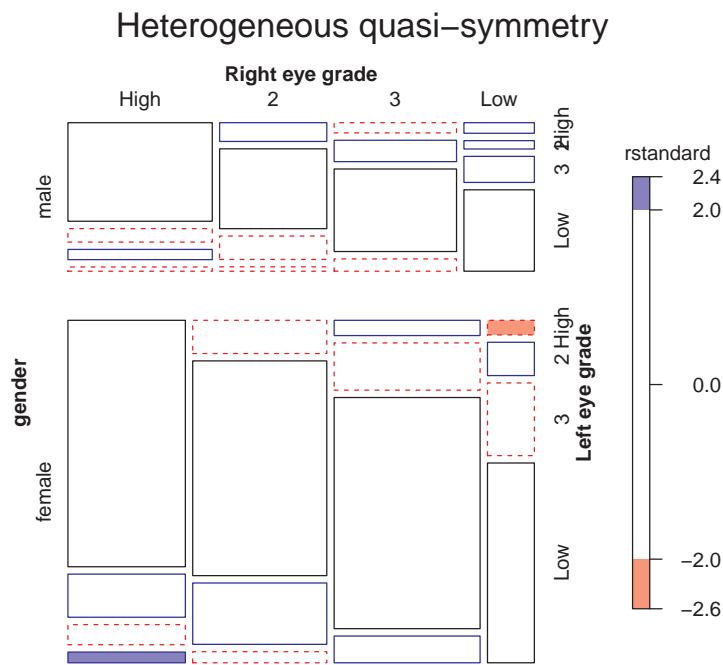 Heterogeneous quasi−symmetry
Right eye grade
High 2 3 Low
gender
male
female
High
2
3
Low
High
2
3
Low
Left eye grade
rstandard
2.4
2.0
0.0
−2.0
−2.6